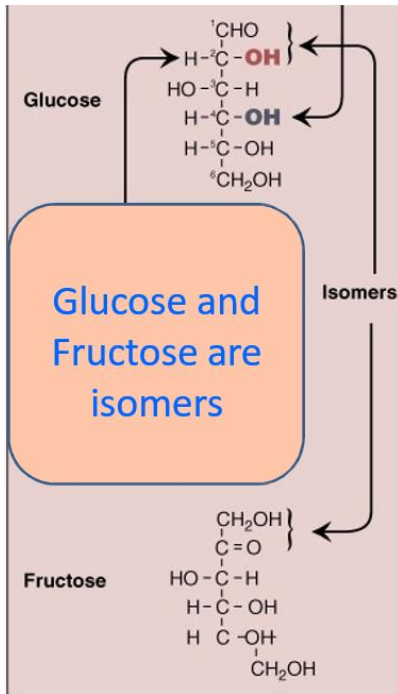 ¹CHO
H-²C-OH
Glucose
HO-³C-H
H-⁴C-OH
H-⁵C-OH
⁶CH₂OH
Glucose and
Fructose are
isomers
Isomers
CH₂OH
C=O
Fructose
HO-C-H
H-C-OH
H C-OH
CH₂OH